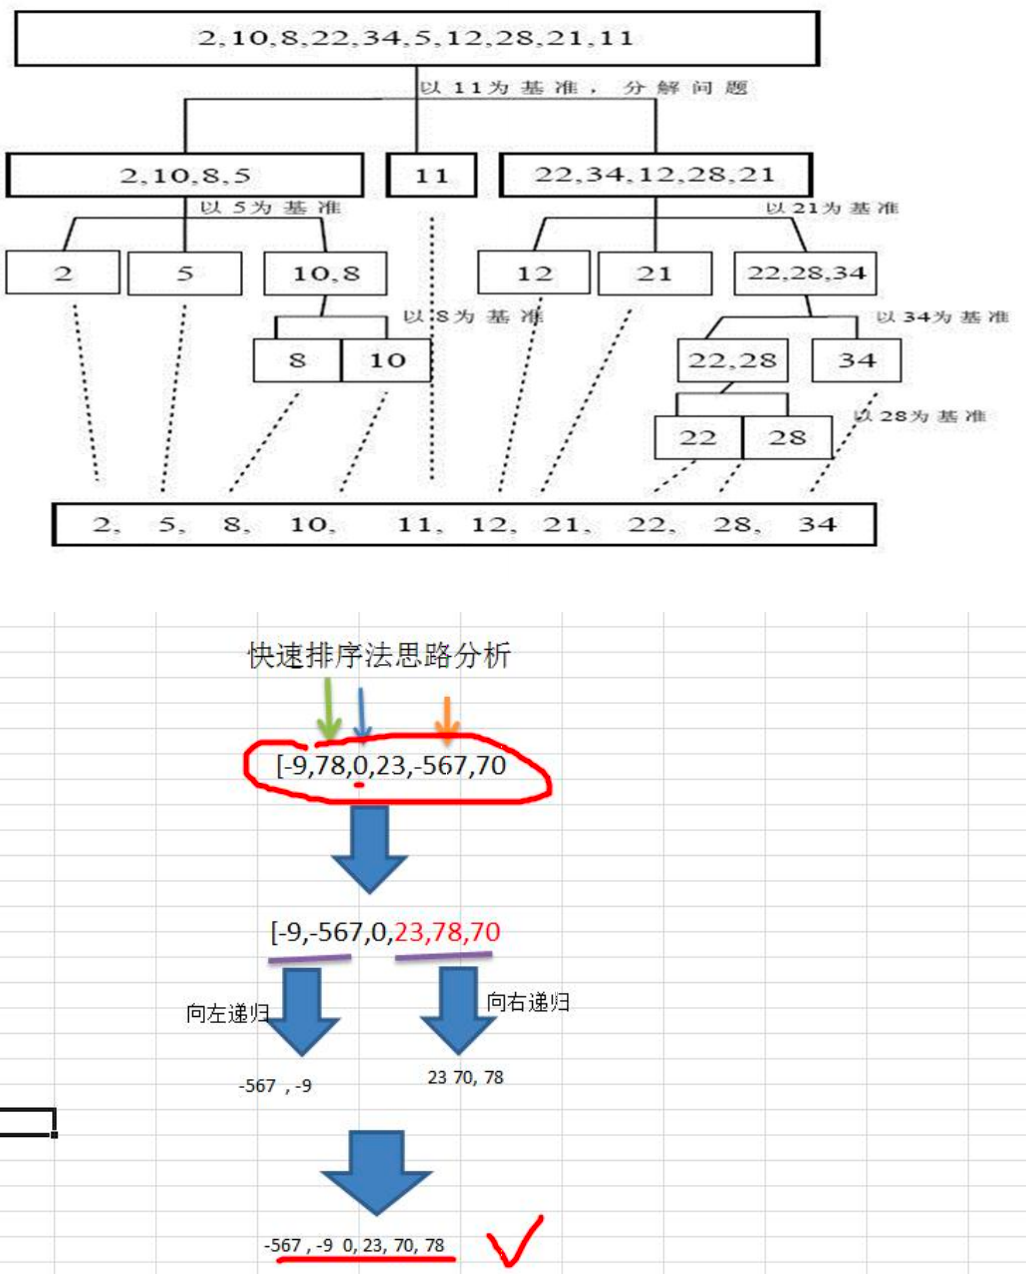 2,10,8,22,34,5,12,28,21,11
以11为基准，分解问题
2,10,8,5
11
22,34,12,28,21
以5为基准
以21为基准
2
5
10,8
12
21
22,28,34
以8为基准
以34为基准
8
10
22,28
34
以28为基准
22
28
2, 5, 8, 10, 11, 12, 21, 22, 28, 34
快速排序法思路分析
[-9,78,0,23,-567,70
[-9,-567,0,23,78,70
向左递归
向右递归
-567 , -9
23 70, 78
-567 , -9 0, 23, 70, 78